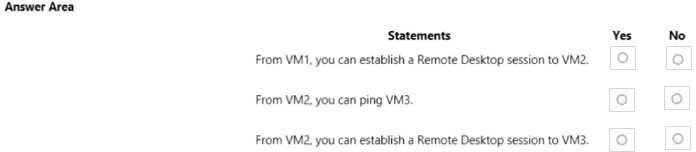 Answer Area
Statements Yes No
From VM1, you can establish a Remote Desktop session to VM2.
From VM2, you can ping VM3.
From VM2, you can establish a Remote Desktop session to VM3.